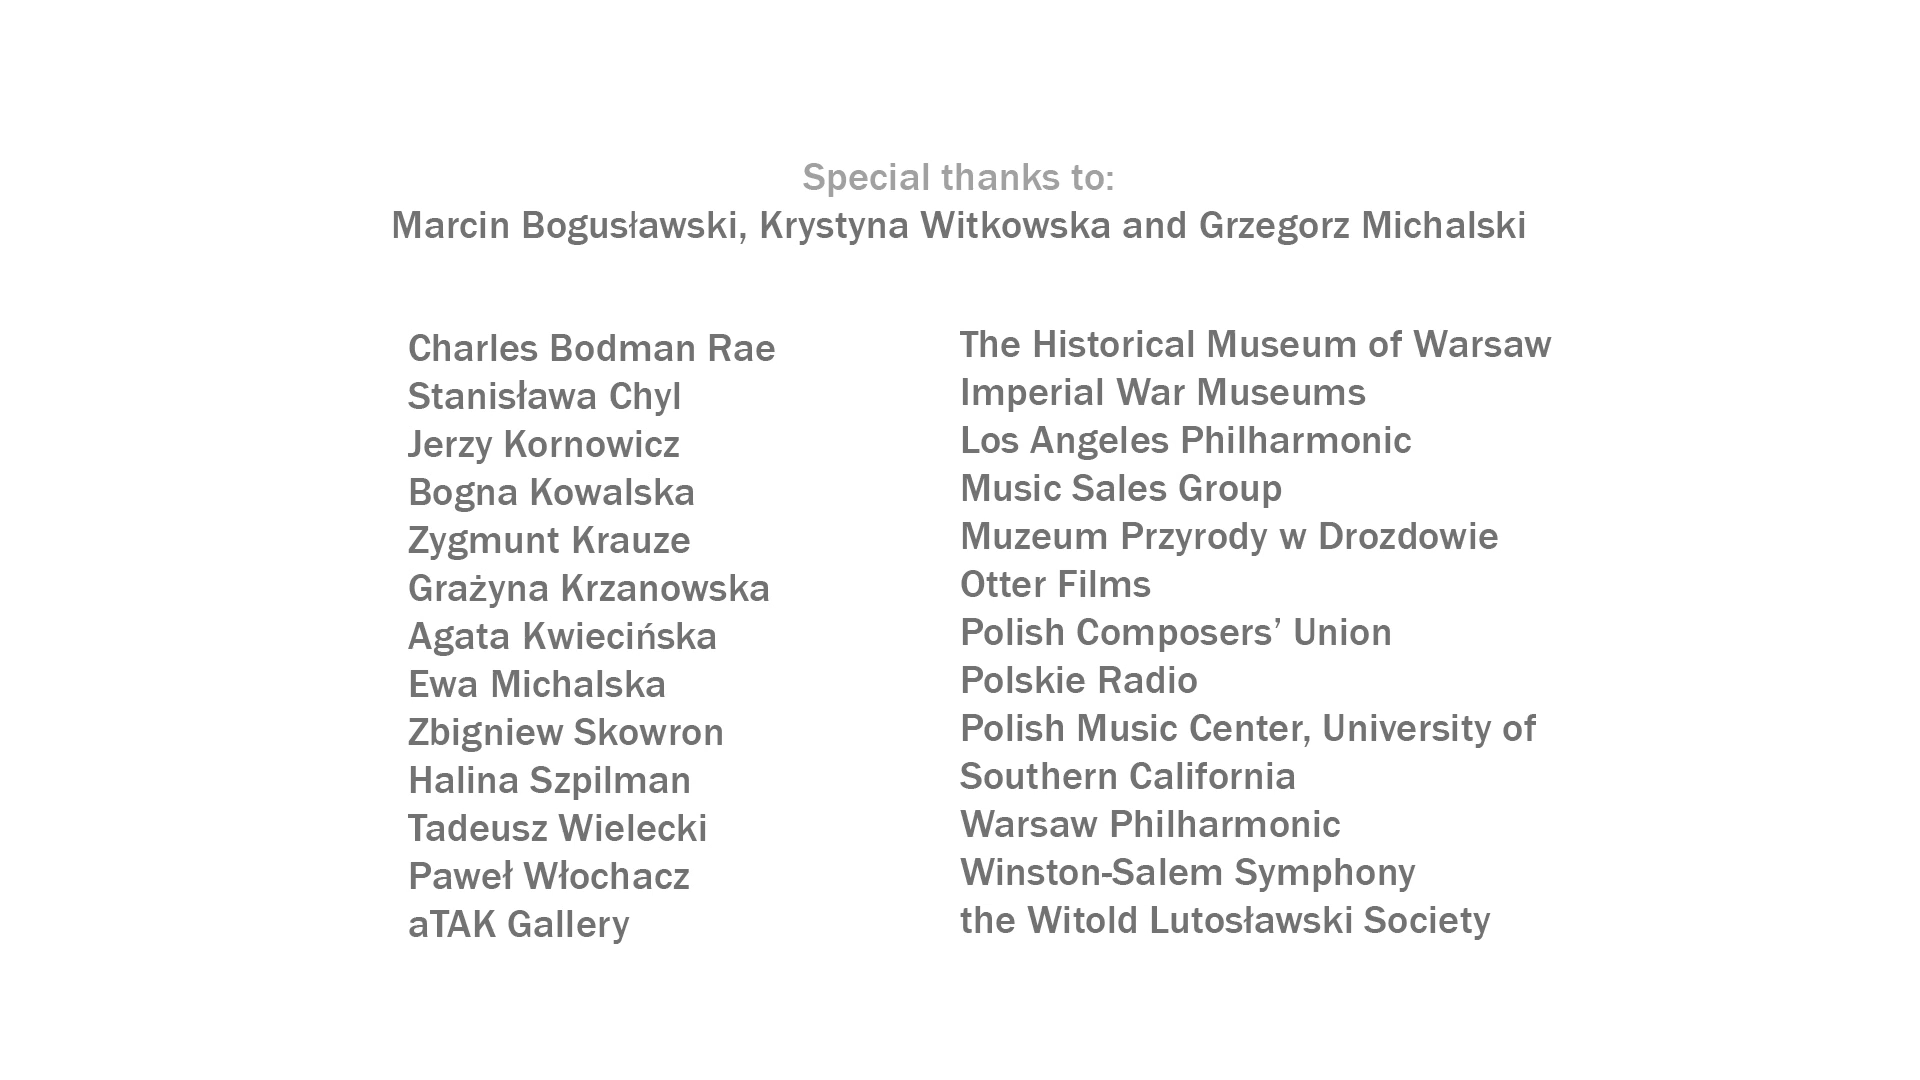 Special thanks to:
Marcin Bogusławski, Krystyna Witkowska and Grzegorz Michalski
Charles Bodman Rae
Stanisława Chyl
Jerzy Kornowicz
Bogna Kowalska
Zygmunt Krauze
Grażyna Krzanowska
Agata Kwiecińska
Ewa Michalska
Zbigniew Skowron
Halina Szpilman
Tadeusz Wielecki
Paweł Włochacz
aTAK Gallery
The Historical Museum of Warsaw
Imperial War Museums
Los Angeles Philharmonic
Music Sales Group
Muzeum Przyrody w Drozdowie
Otter Films
Polish Composers’ Union
Polskie Radio
Polish Music Center, University of
Southern California
Warsaw Philharmonic
Winston-Salem Symphony
the Witold Lutosławski Society